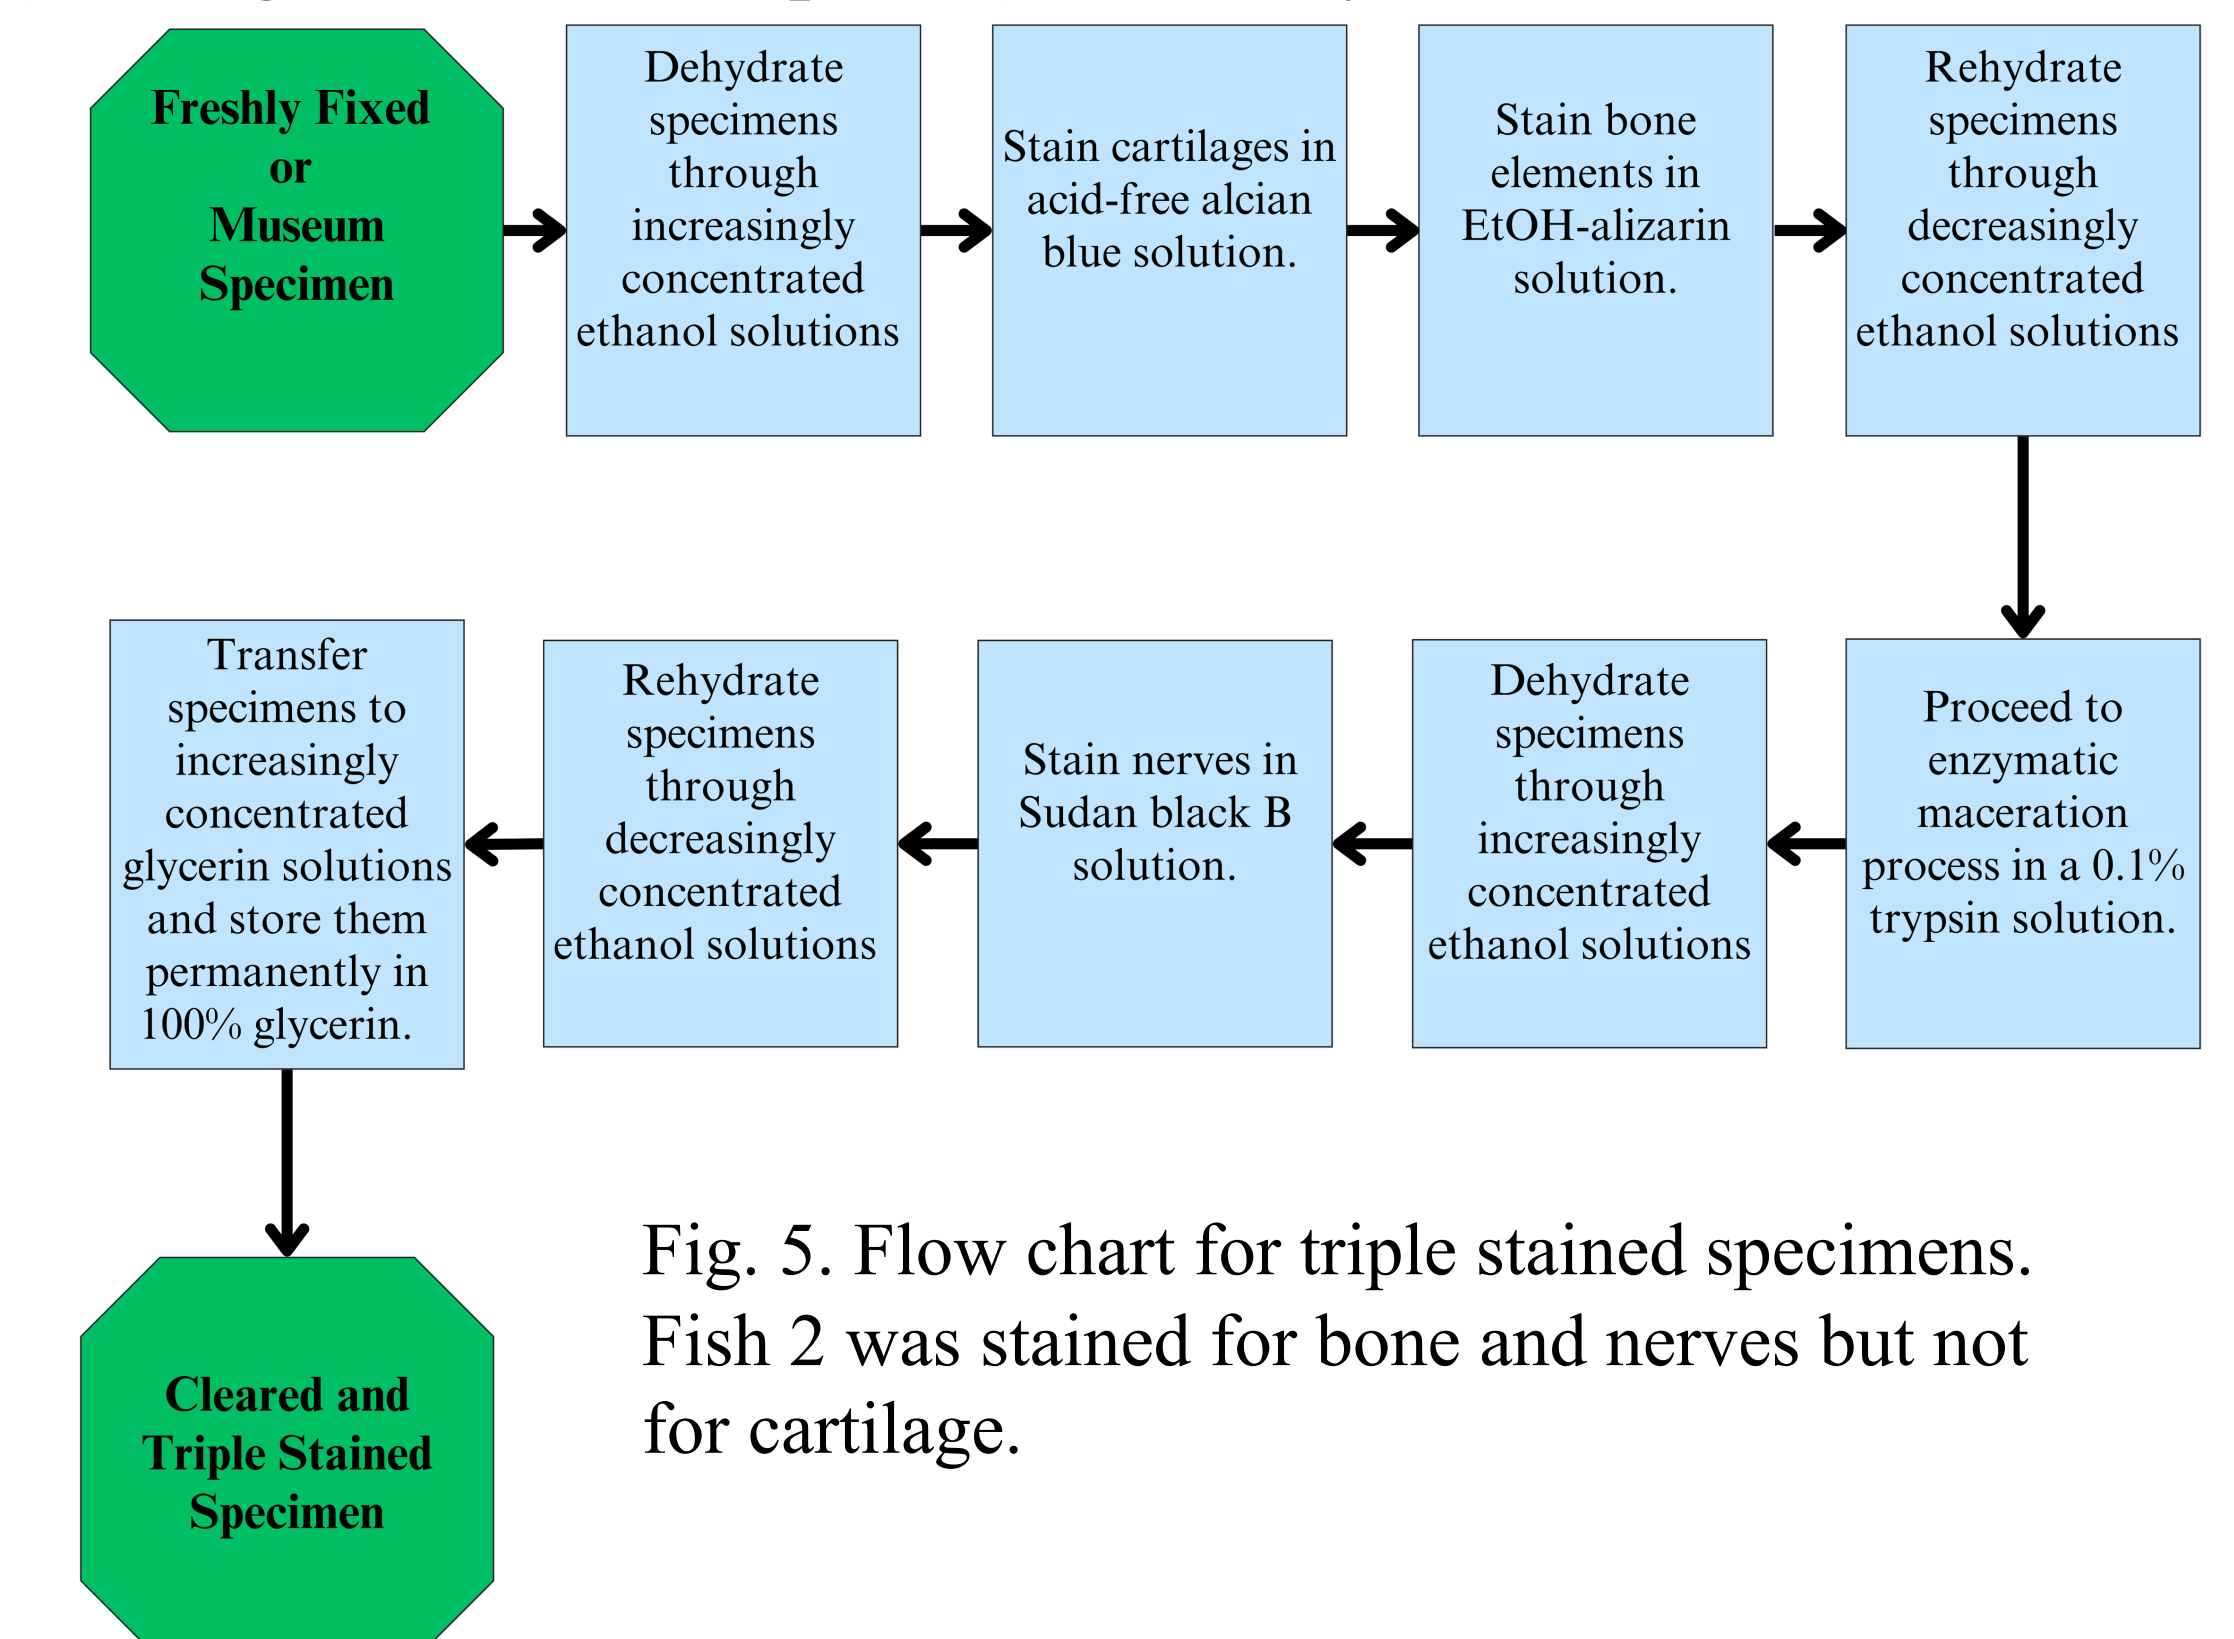 Freshly Fixed
or
Museum
Specimen
Dehydrate
specimens
through
increasingly
concentrated
ethanol solutions
Stain cartilages in
acid-free alcian
blue solution.
Stain bone
elements in
EtOH-alizarin
solution.
Rehydrate
specimens
through
decreasingly
concentrated
ethanol solutions
Proceed to
enzymatic
maceration
process in a 0.1%
trypsin solution.
Dehydrate
specimens
through
increasingly
concentrated
ethanol solutions
Stain nerves in
Sudan black B
solution.
Rehydrate
specimens
through
decreasingly
concentrated
ethanol solutions
Transfer
specimens to
increasingly
concentrated
glycerin solutions
and store them
permanently in
100% glycerin.
Cleared and
Triple Stained
Specimen
Fig. 5. Flow chart for triple stained specimens.
Fish 2 was stained for bone and nerves but not
for cartilage.